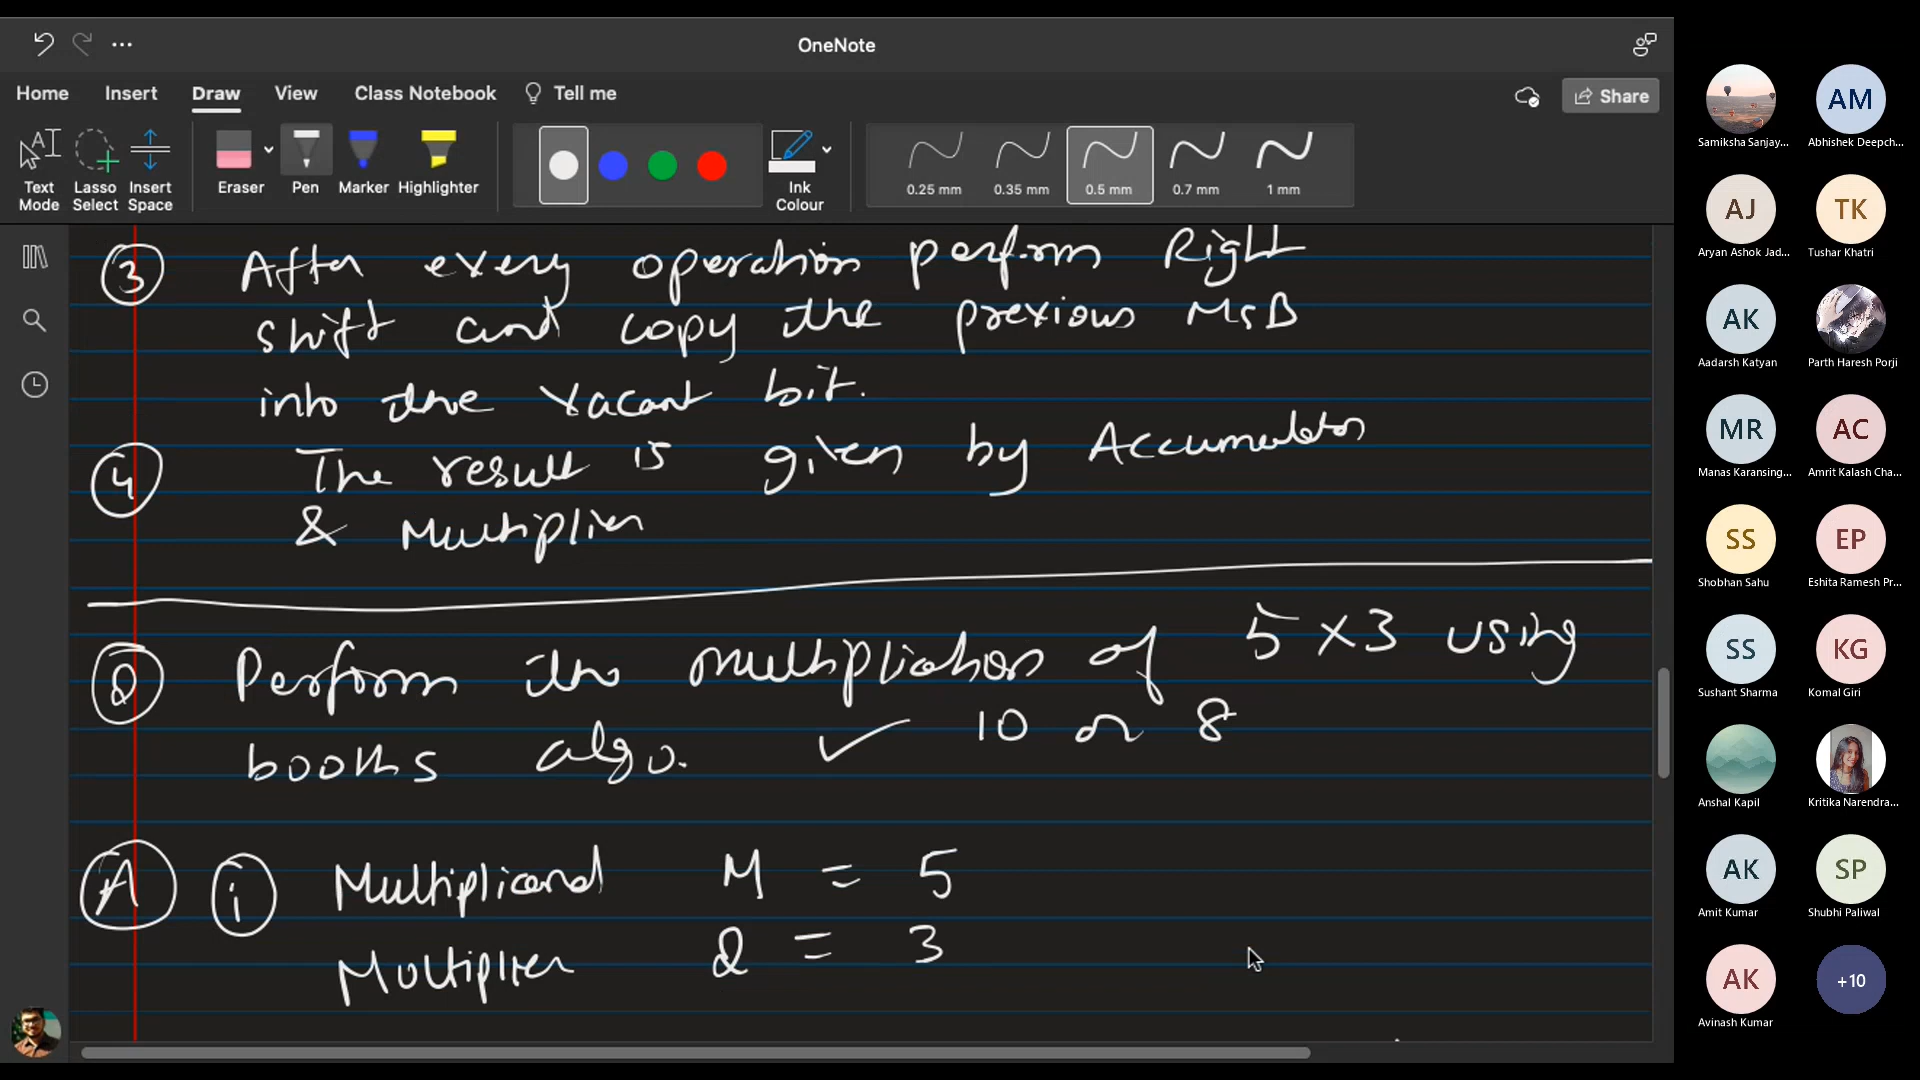 OneNote
Home Insert Draw View Class Notebook Tell me
Share
Text Mode
Lasso Select
Insert Space
Eraser
Pen
Marker
Highlighter
Ink Colour
0.25 mm
0.35 mm
0.5 mm
0.7 mm
1 mm
3 After every operation perform Right
shift and copy the previous MSB
into the vacant bit.
4 The result is given by Accumulator
& Multiplier
Q Perform the multiplication of 5 x 3 using
booths algo. ✓ 10 or 8
A i Multiplicand M = 5
Multiplier Q = 3
Samiksha Sanjay...
AM
Abhishek Deepch...
AJ
Aryan Ashok Jad...
TK
Tushar Khatri
AK
Aadarsh Katyan
Parth Haresh Porji
MR
Manas Karansing...
AC
Amrit Kalash Cha...
SS
Shobhan Sahu
EP
Eshita Ramesh Pr...
SS
Sushant Sharma
KG
Komal Giri
Anshal Kapil
Kritika Narendra...
AK
Amit Kumar
SP
Shubhi Paliwal
AK
Avinash Kumar
+10